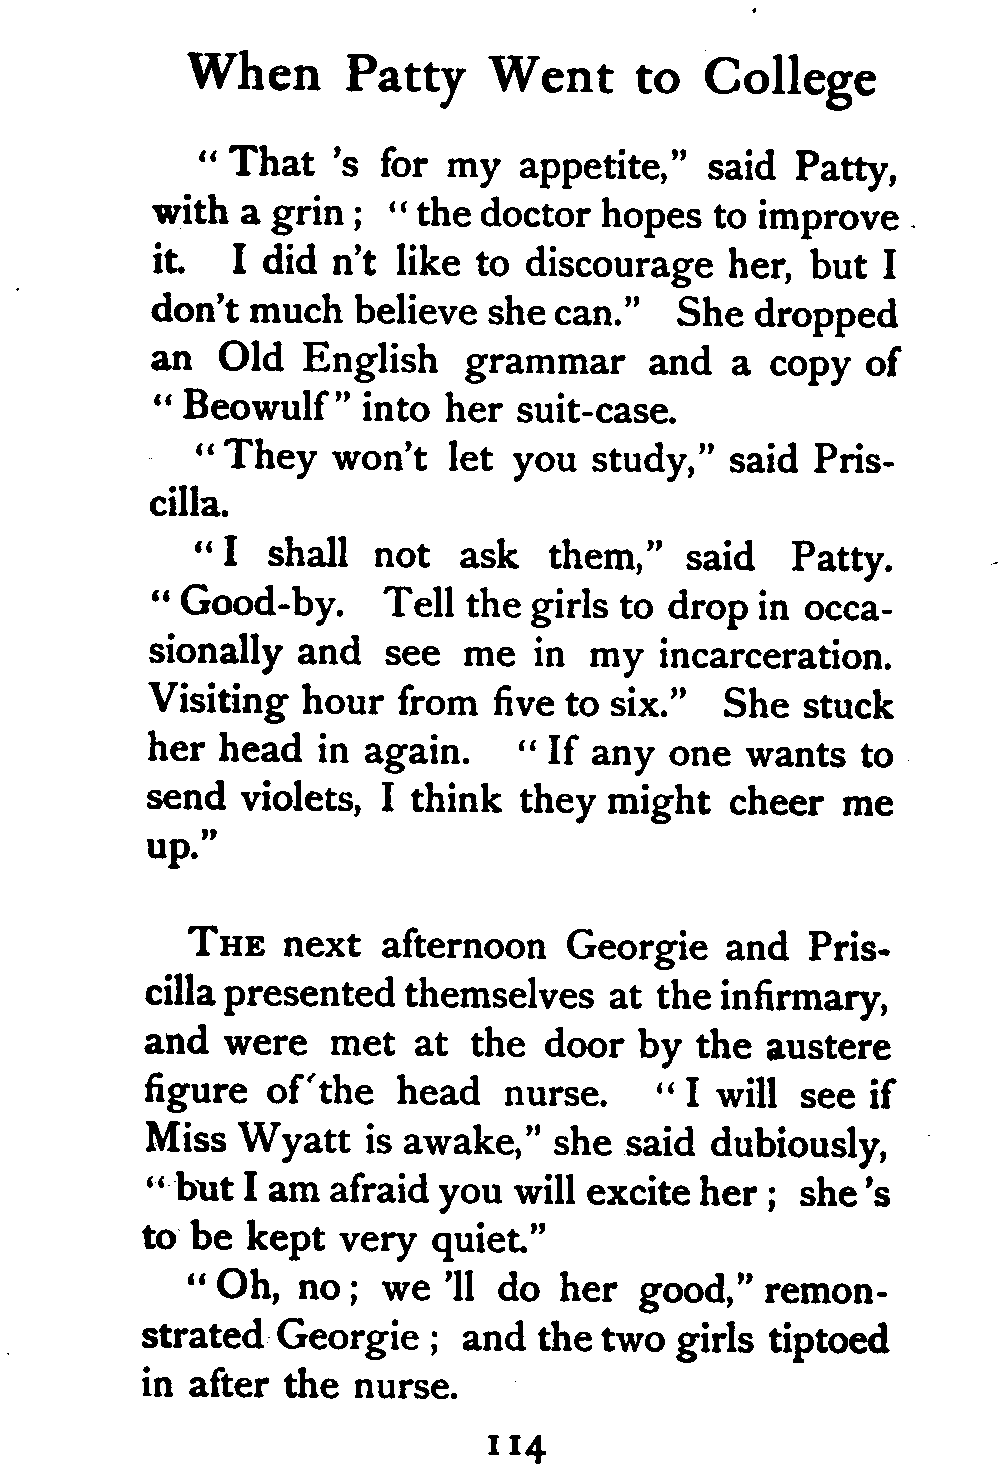 When Patty Went to College
“ That 's for my appetite,” said Patty,
with a grin ; “ the doctor hopes to improve
it. I did n't like to discourage her, but I
don't much believe she can.” She dropped
an Old English grammar and a copy of
“ Beowulf” into her suit-case.
“ They won't let you study,” said Pris-
cilla.
“ I shall not ask them,” said Patty.
“ Good-by. Tell the girls to drop in occa-
sionally and see me in my incarceration.
Visiting hour from five to six.” She stuck
her head in again. “ If any one wants to
send violets, I think they might cheer me
up.”
THE next afternoon Georgie and Pris-
cilla presented themselves at the infirmary,
and were met at the door by the austere
figure of the head nurse. “ I will see if
Miss Wyatt is awake,” she said dubiously,
“ but I am afraid you will excite her ; she 's
to be kept very quiet.”
“ Oh, no ; we 'll do her good,” remon-
strated Georgie ; and the two girls tiptoed
in after the nurse.
114